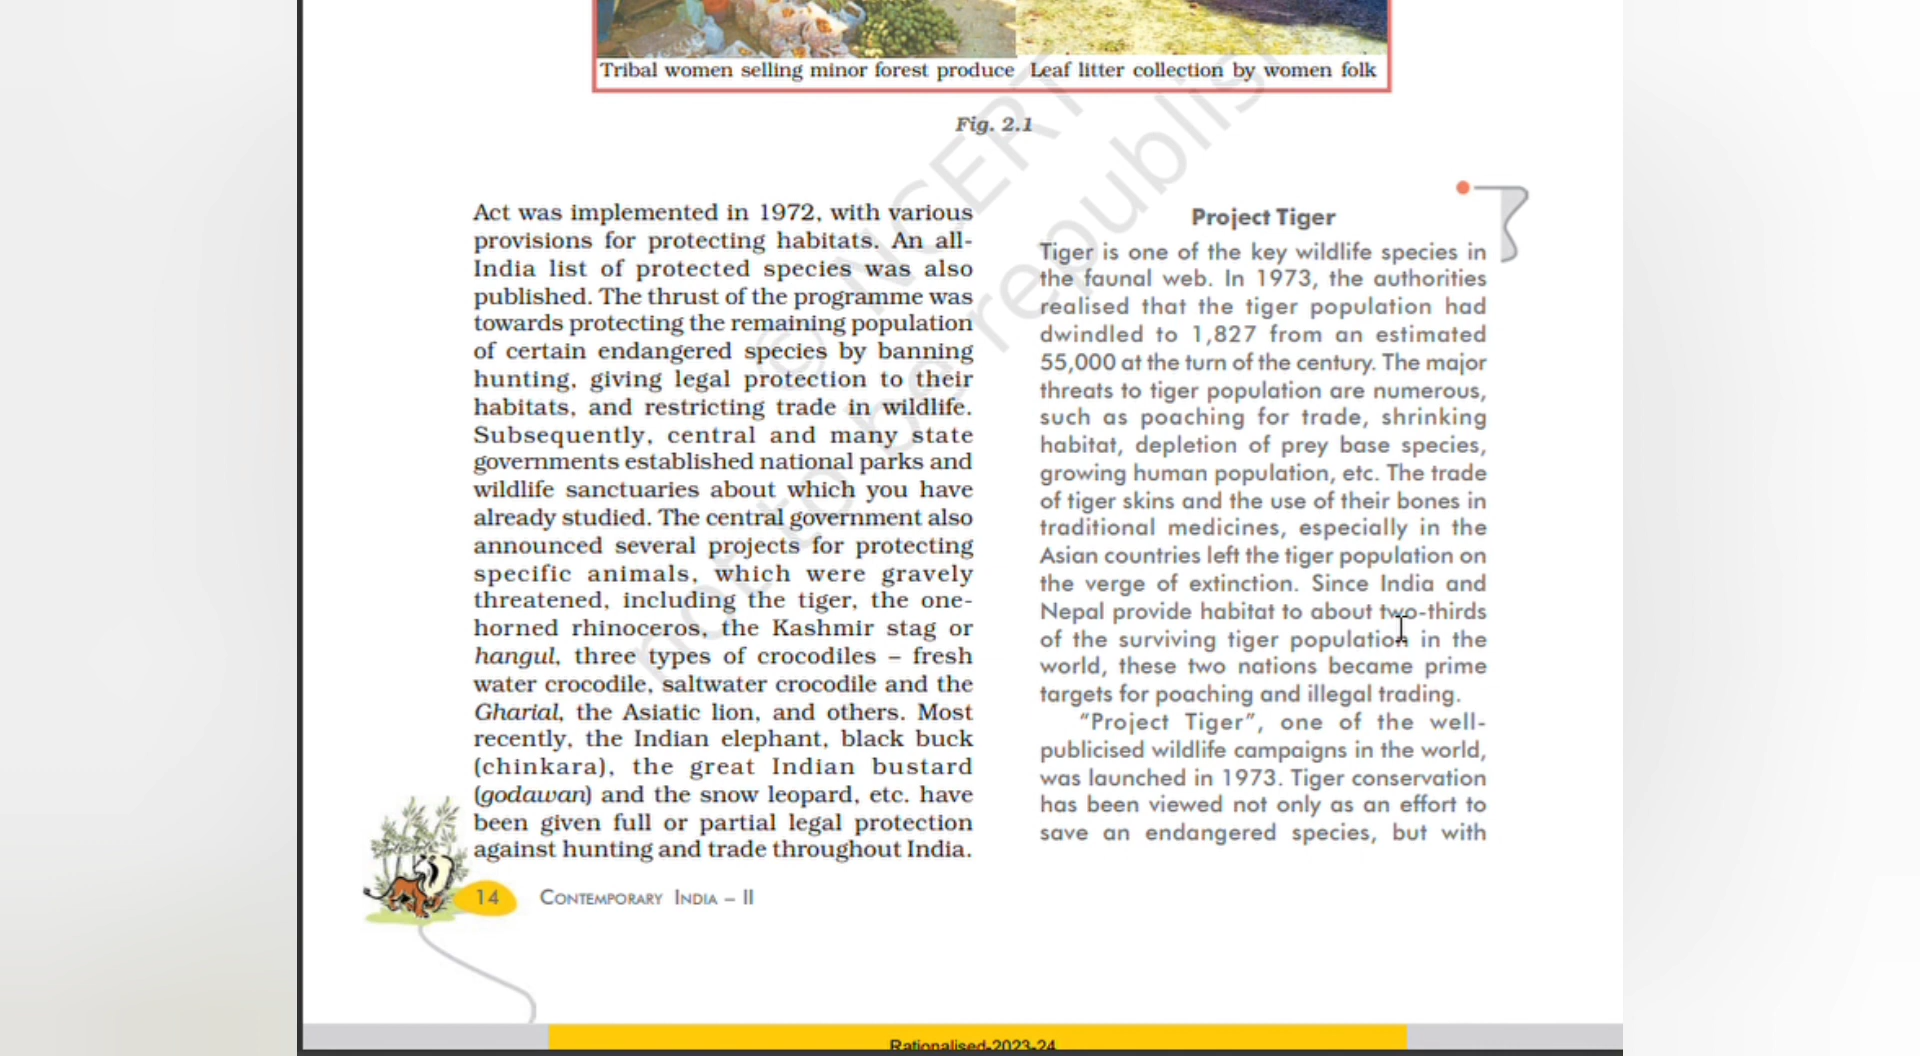 Tribal women selling minor forest produce
Leaf litter collection by women folk
Fig. 2.1
Act was implemented in 1972, with various
provisions for protecting habitats. An all-
India list of protected species was also
published. The thrust of the programme was
towards protecting the remaining population
of certain endangered species by banning
hunting, giving legal protection to their
habitats, and restricting trade in wildlife.
Subsequently, central and many state
governments established national parks and
wildlife sanctuaries about which you have
already studied. The central government also
announced several projects for protecting
specific animals, which were gravely
threatened, including the tiger, the one-
horned rhinoceros, the Kashmir stag or
hangul, three types of crocodiles – fresh
water crocodile, saltwater crocodile and the
Gharial, the Asiatic lion, and others. Most
recently, the Indian elephant, black buck
(chinkara), the great Indian bustard
(godawan) and the snow leopard, etc. have
been given full or partial legal protection
against hunting and trade throughout India.
Project Tiger
Tiger is one of the key wildlife species in
the faunal web. In 1973, the authorities
realised that the tiger population had
dwindled to 1,827 from an estimated
55,000 at the turn of the century. The major
threats to tiger population are numerous,
such as poaching for trade, shrinking
habitat, depletion of prey base species,
growing human population, etc. The trade
of tiger skins and the use of their bones in
traditional medicines, especially in the
Asian countries left the tiger population on
the verge of extinction. Since India and
Nepal provide habitat to about two-thirds
of the surviving tiger population in the
world, these two nations became prime
targets for poaching and illegal trading.
“Project Tiger”, one of the well-
publicised wildlife campaigns in the world,
was launched in 1973. Tiger conservation
has been viewed not only as an effort to
save an endangered species, but with
14 Contemporary India – II
© NCERT
not to be republis
Rationalised-2023-24